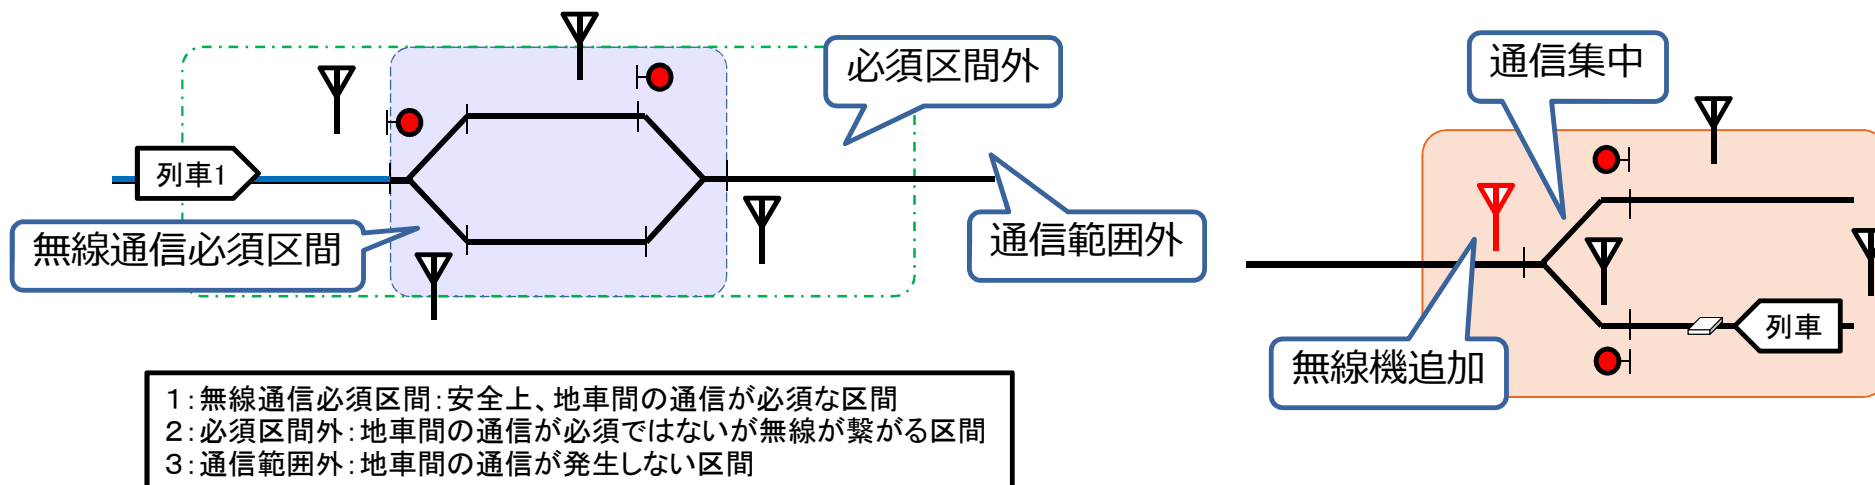 必須区間外
通信集中
列車1
無線通信必須区間
通信範囲外
無線機追加
列車
1：無線通信必須区間：安全上、地車間の通信が必須な区間
2：必須区間外：地車間の通信が必須ではないが無線が繋がる区間
3：通信範囲外：地車間の通信が発生しない区間